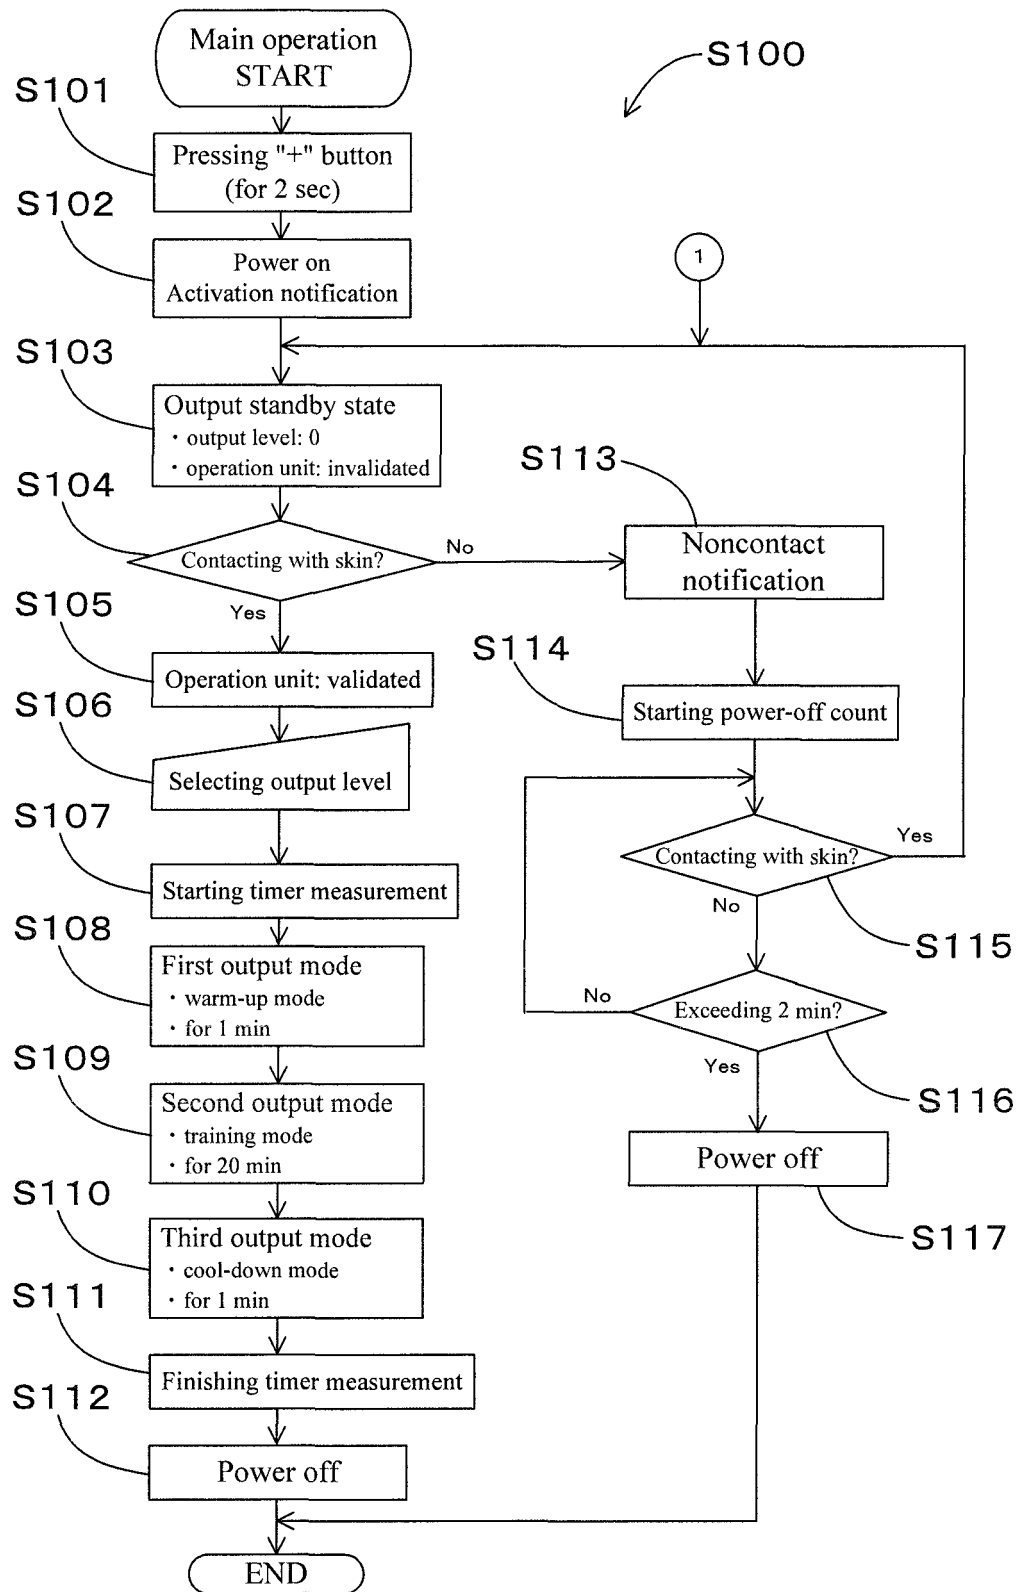 Main operation
START
S100
S101
Pressing "+" button
(for 2 sec)
S102
Power on
Activation notification
1
S103
Output standby state
・output level: 0
・operation unit: invalidated
S104
Contacting with skin?
No
Yes
S113
Noncontact
notification
S105
Operation unit: validated
S114
Starting power-off count
S106
Selecting output level
S107
Starting timer measurement
Contacting with skin?
Yes
No
S115
S108
First output mode
・warm-up mode
・for 1 min
Exceeding 2 min?
No
Yes
S116
S109
Second output mode
・training mode
・for 20 min
Power off
S117
S110
Third output mode
・cool-down mode
・for 1 min
S111
Finishing timer measurement
S112
Power off
END